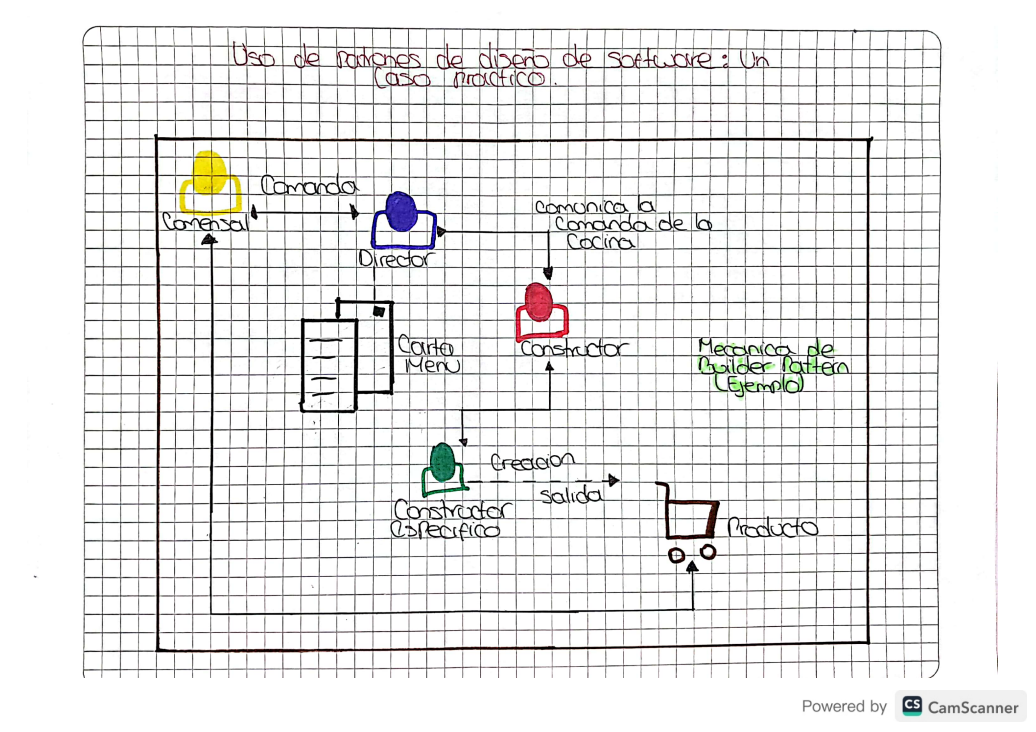 Uso de patrones de diseño de software: Un
Caso práctico.
Comanda
Comensal
Director
Comunica la
Comanda de la
Cocina
Constructor
Carta
Menu
Mecanica de
Builder Pattern
(Ejemplo)
Creacion
salida
Constructor
Especifico
Producto
Powered by CS CamScanner